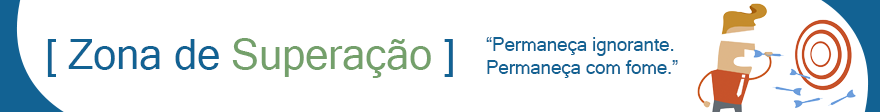 [ Zona de Superação ]
“Permaneça ignorante.
Permaneça com fome.”